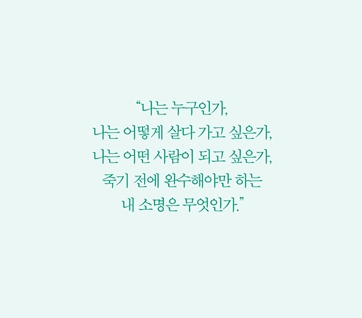 “나는 누구인가,
나는 어떻게 살다 가고 싶은가,
나는 어떤 사람이 되고 싶은가,
죽기 전에 완수해야만 하는
내 소명은 무엇인가.”